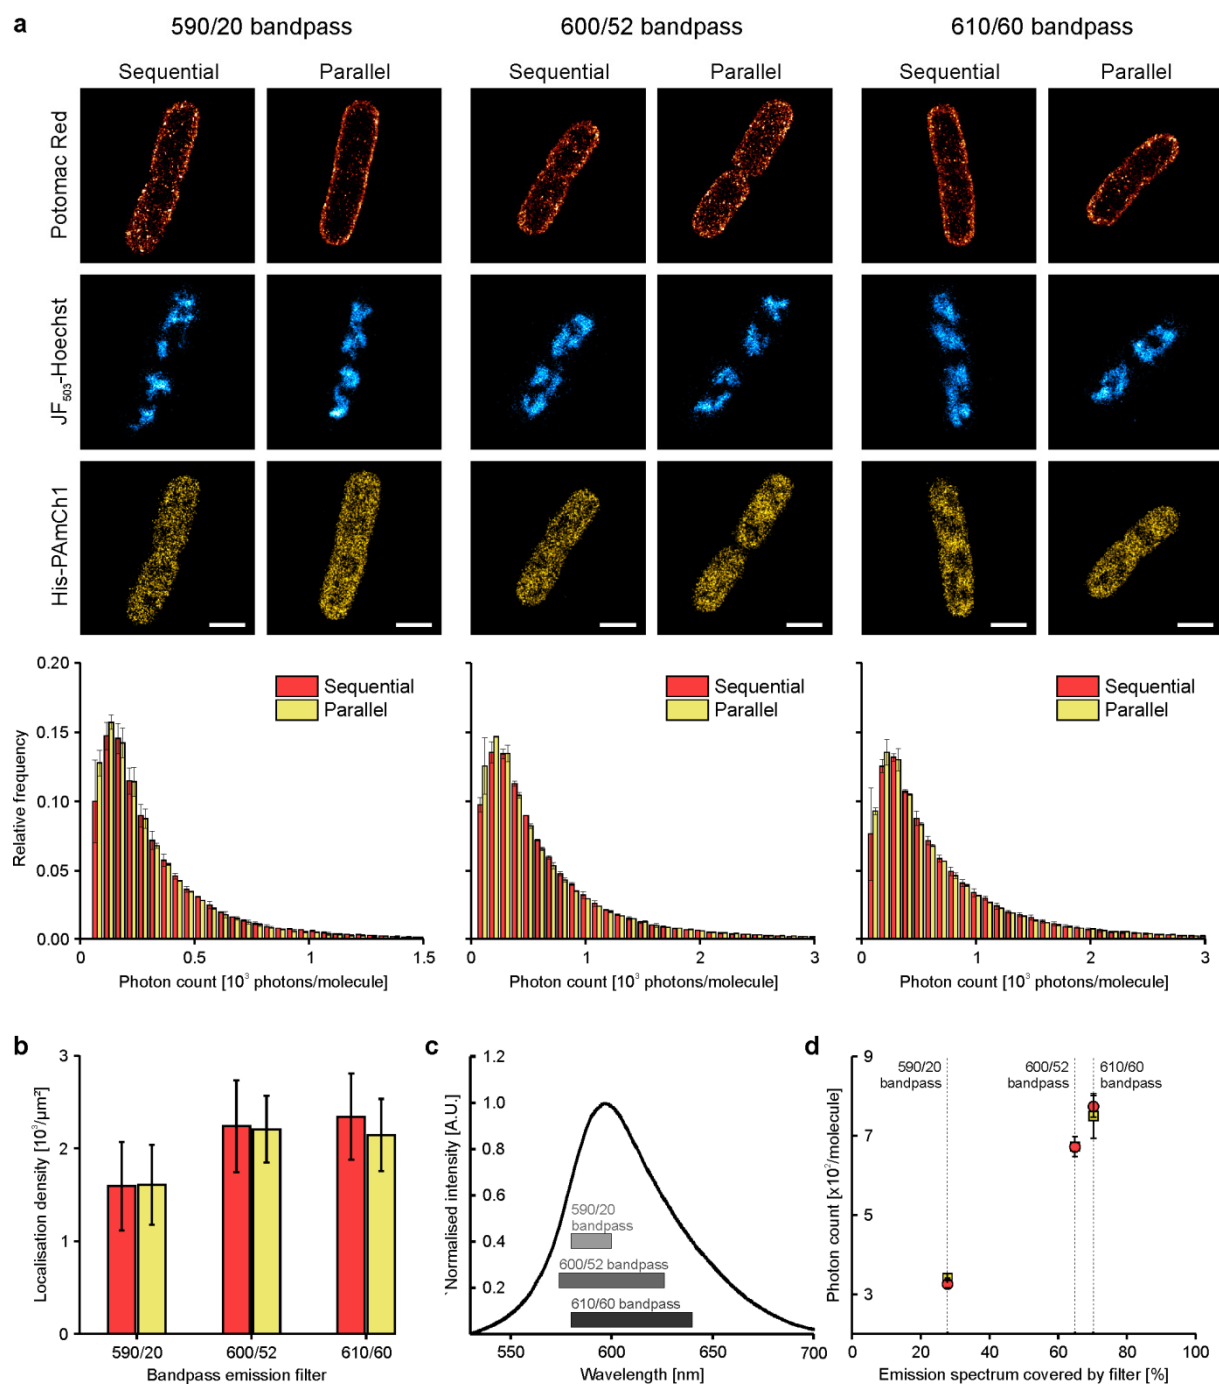 a
590/20 bandpass 600/52 bandpass 610/60 bandpass
Sequential Parallel Sequential Parallel Sequential Parallel
Potomac Red
JF503-Hoechst
His-PAmCh1
0.20
0.15
0.10
0.05
0.00
Relative frequency
Sequential
Parallel
Sequential
Parallel
Sequential
Parallel
0.5 1 1.5
1 2 3
1 2 3
Photon count [10³ photons/molecule] Photon count [10³ photons/molecule] Photon count [10³ photons/molecule]
b
3
2
1
0
Localisation density [10³/µm²]
590/20 600/52 610/60
Bandpass emission filter
c
1.2
1.0
0.8
0.6
0.4
0.2
`Normalised intensity [A.U.]
590/20
bandpass
600/52 bandpass
610/60 bandpass
550 600 650 700
Wavelength [nm]
d
9
7
5
3
Photon count [x10²/molecule]
590/20
bandpass
600/52
bandpass
610/60
bandpass
0 20 40 60 80 100
Emission spectrum covered by filter [%]